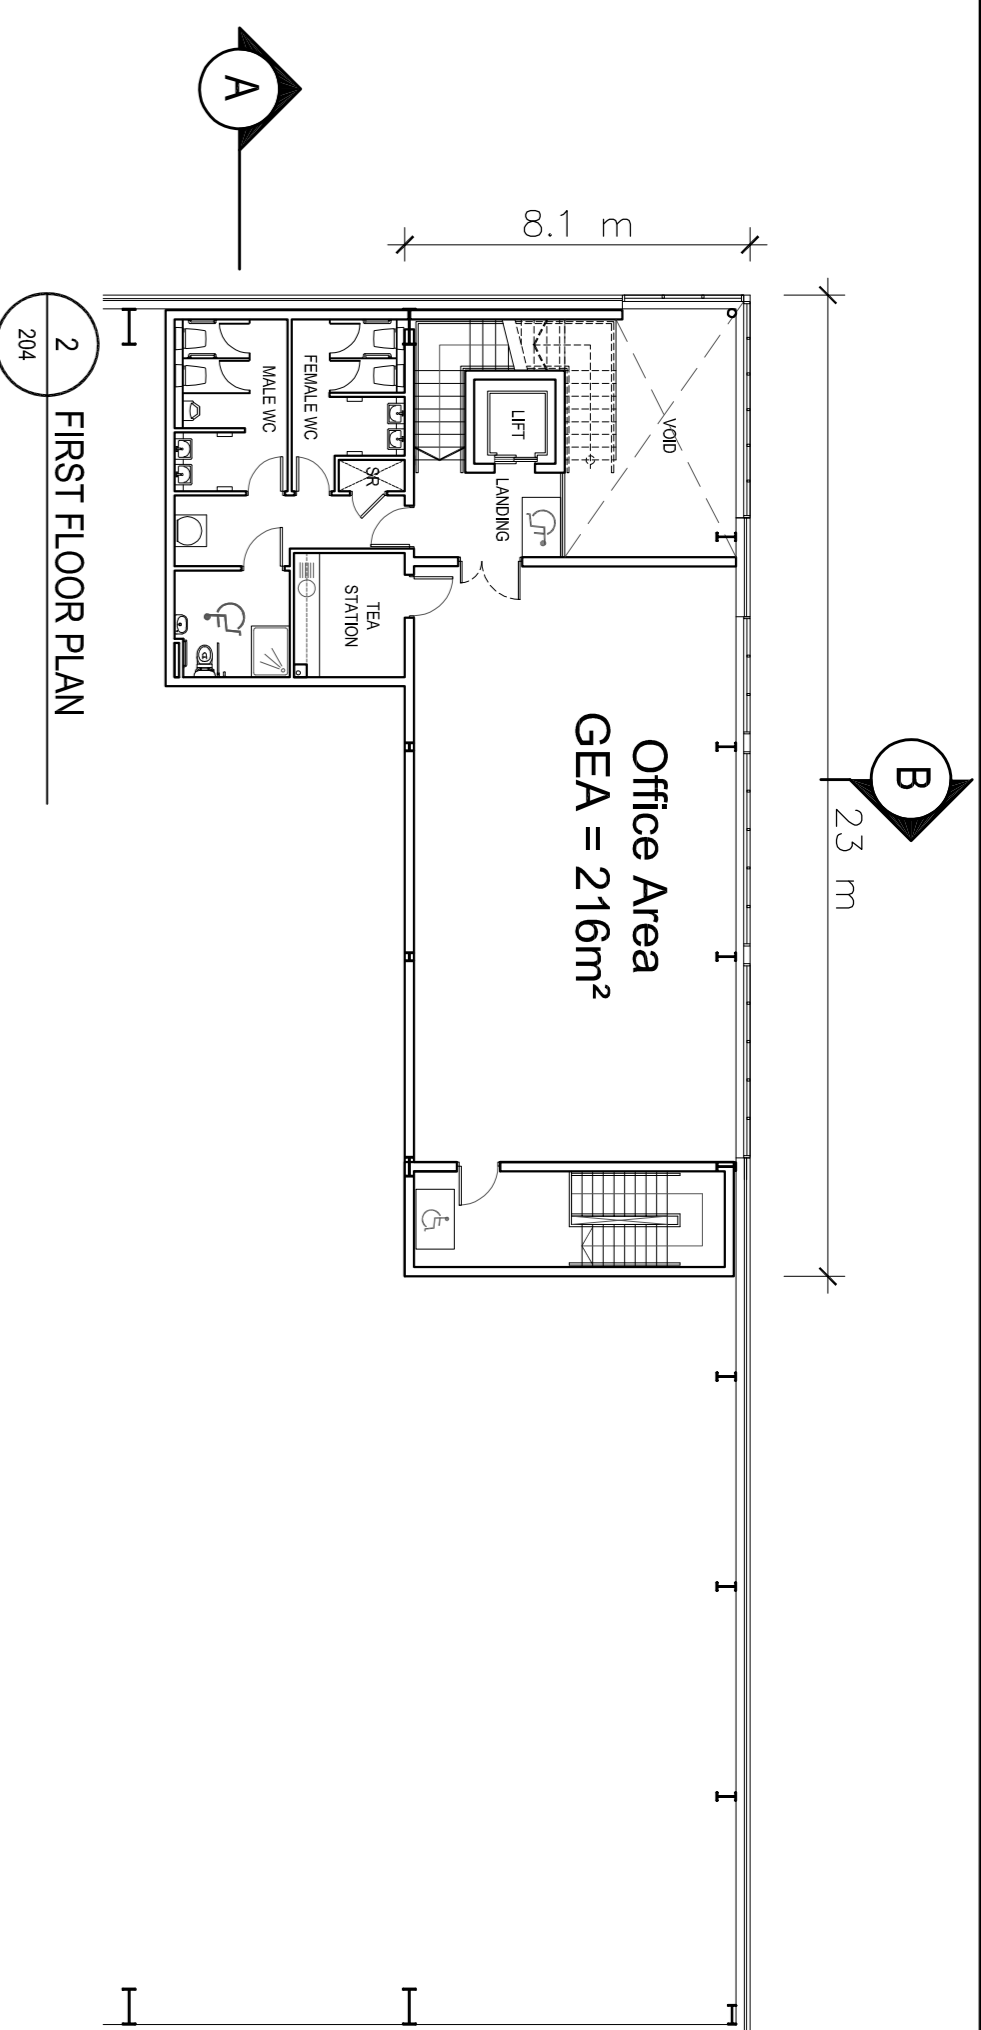 A
8.1 m
B
23 m
VOID
LIFT
LANDING
FEMALE WC
MALE WC
SR
TEA
STATION
Office Area
GEA = 216m²
2
204
FIRST FLOOR PLAN